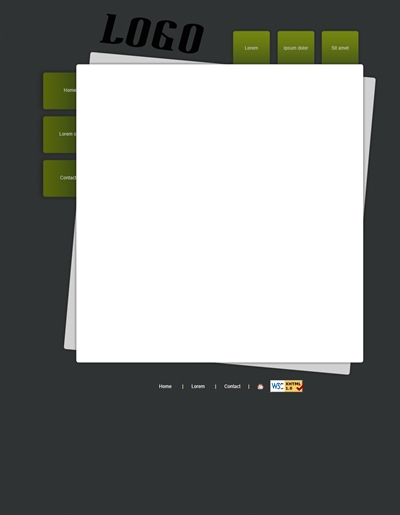 LOGO
Lorem
Ipsum dolor
Sit amet
Home
Lorem
Contact
Home | Lorem | Contact |
W3C XHTML 1.0